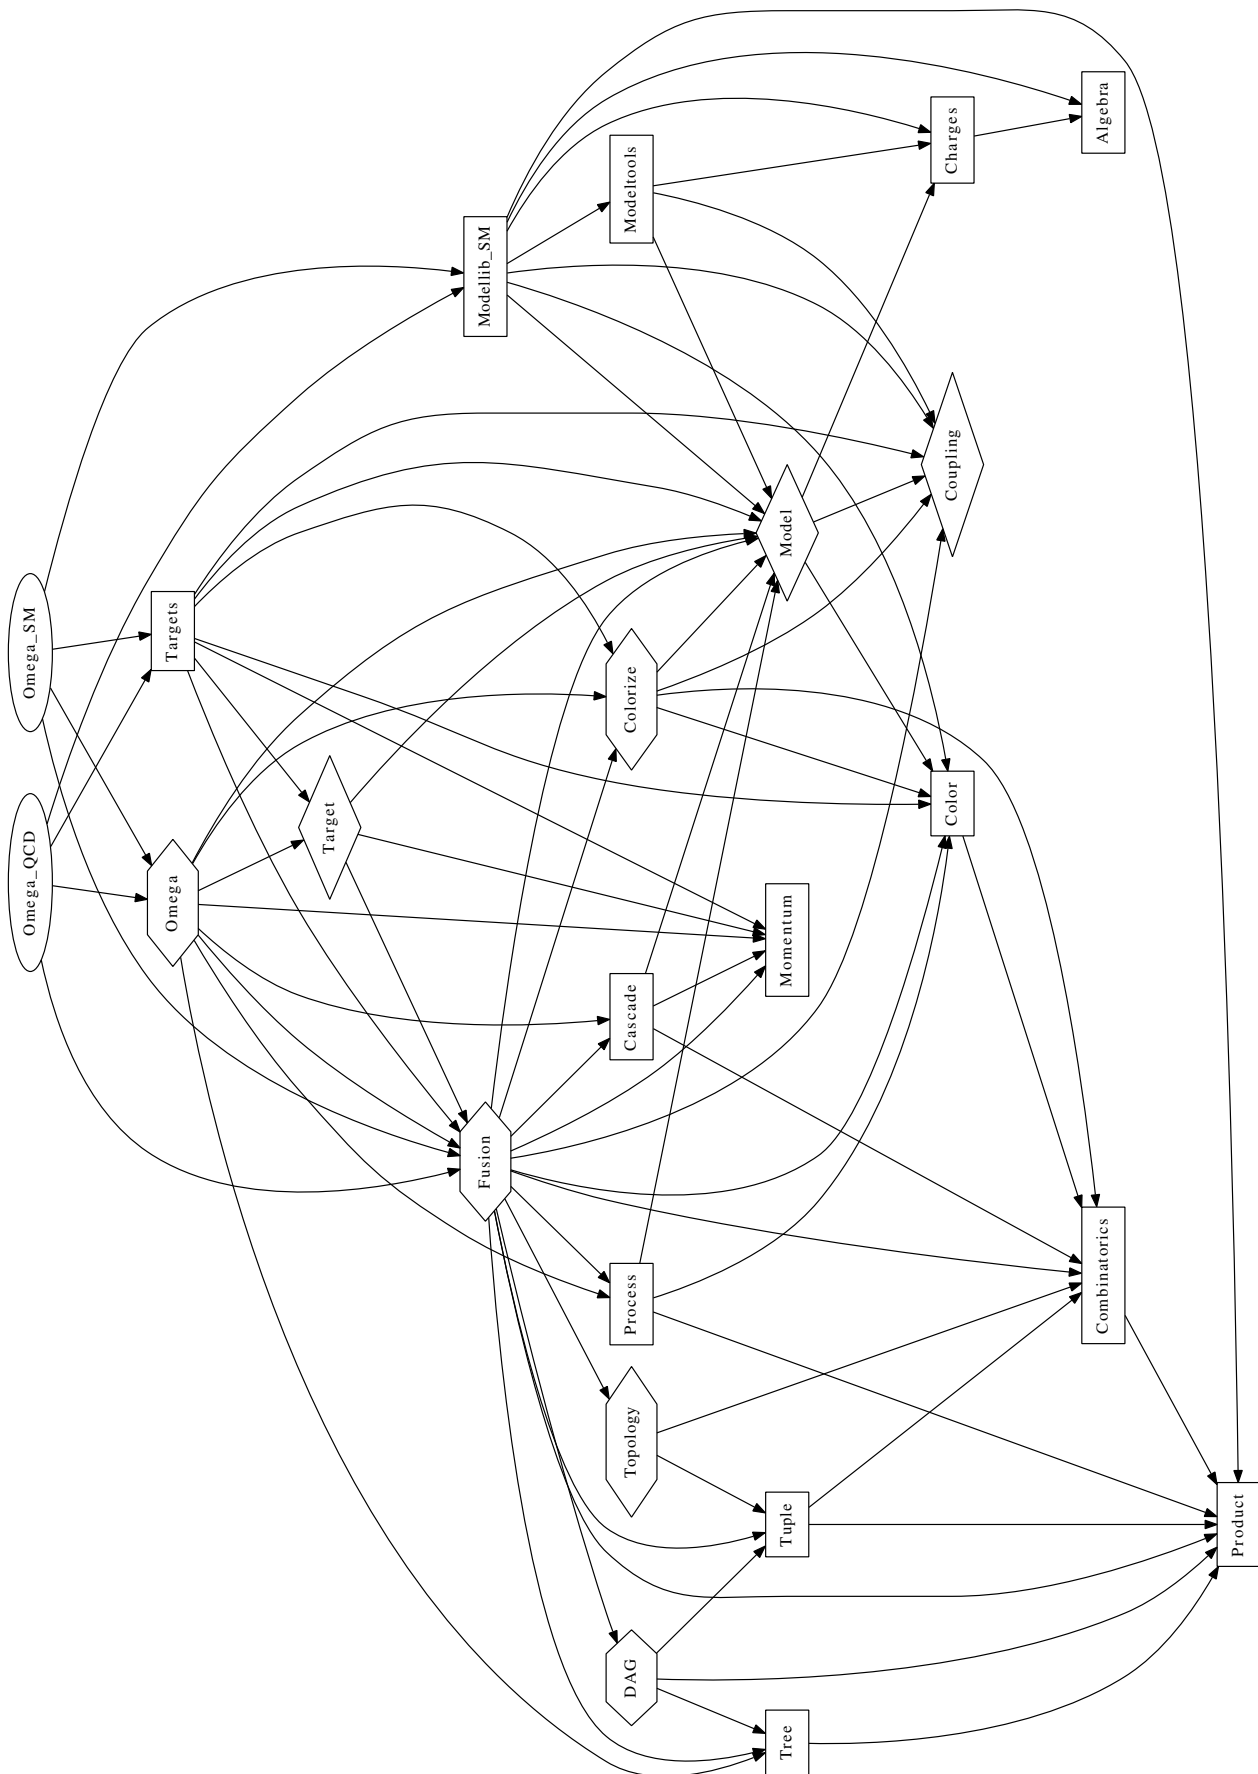 Omega_QCD
Omega_SM
Omega
Targets
Target
Fusion
Modellib_SM
DAG
Topology
Process
Cascade
Colorize
Modeltools
Tree
Tuple
Momentum
Model
Color
Coupling
Charges
Combinatorics
Algebra
Product